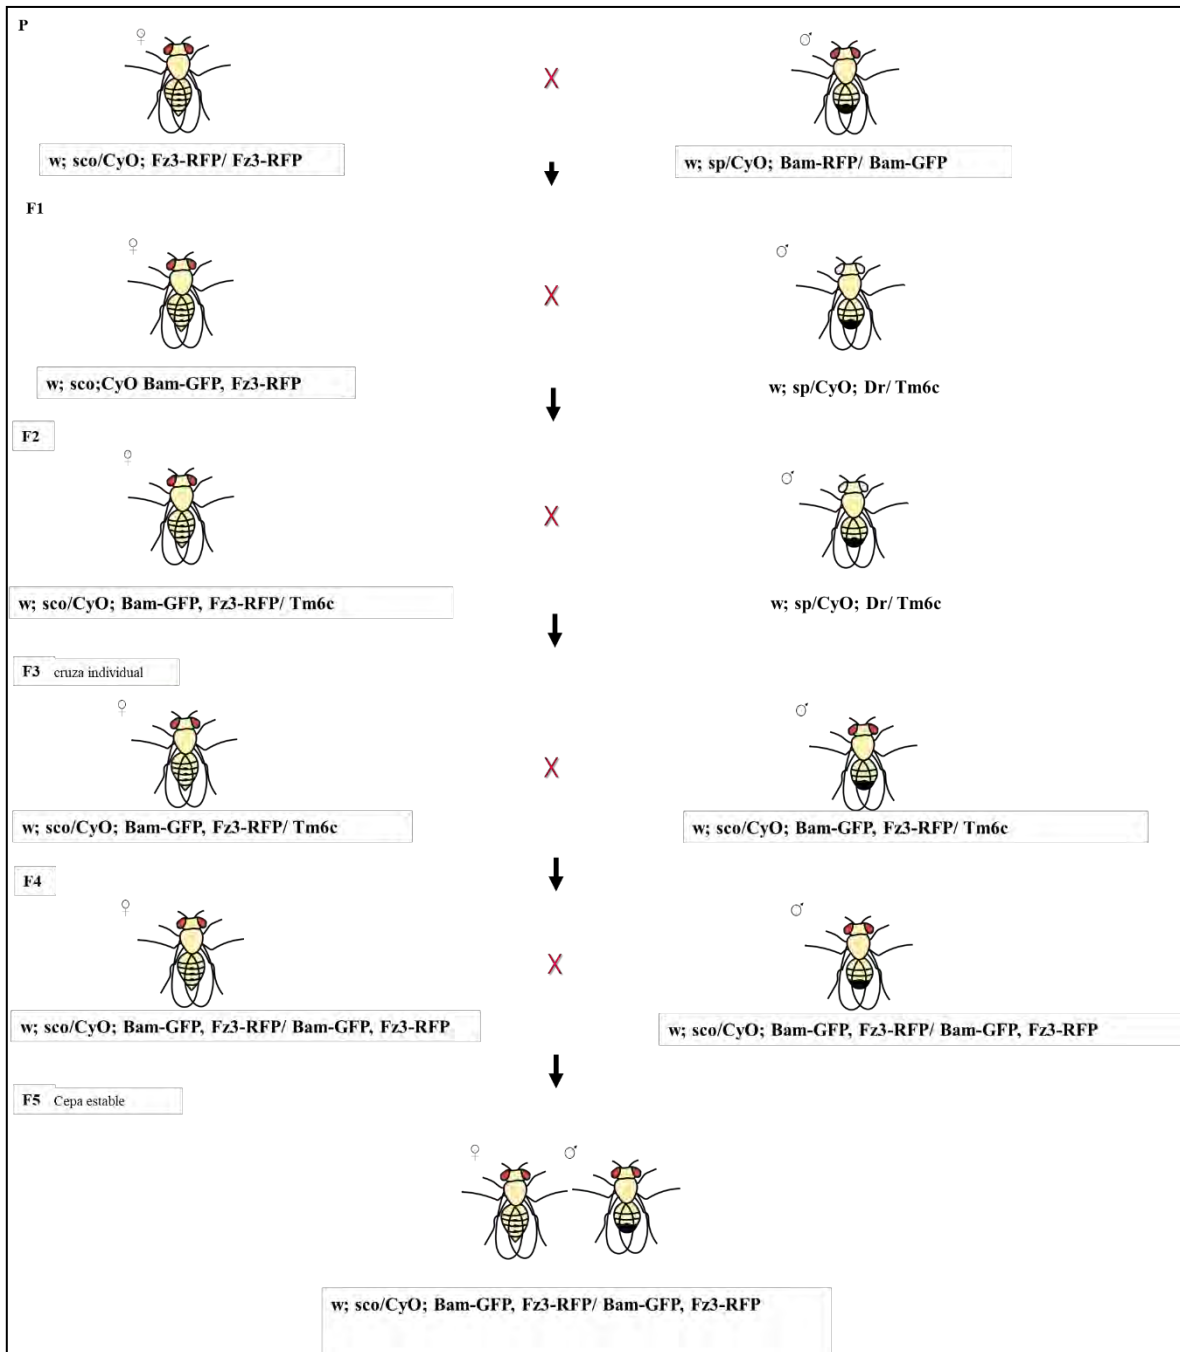 P
♀
♂
X
w; sco/CyO; Fz3-RFP/ Fz3-RFP
w; sp/CyO; Bam-RFP/ Bam-GFP
F1
♀
♂
X
w; sco;CyO Bam-GFP, Fz3-RFP
w; sp/CyO; Dr/ Tm6c
F2
♀
♂
X
w; sco/CyO; Bam-GFP, Fz3-RFP/ Tm6c
w; sp/CyO; Dr/ Tm6c
F3 cruza individual
♀
♂
X
w; sco/CyO; Bam-GFP, Fz3-RFP/ Tm6c
w; sco/CyO; Bam-GFP, Fz3-RFP/ Tm6c
F4
♀
♂
X
w; sco/CyO; Bam-GFP, Fz3-RFP/ Bam-GFP, Fz3-RFP
w; sco/CyO; Bam-GFP, Fz3-RFP/ Bam-GFP, Fz3-RFP
F5 Cepa estable
♀
♂
w; sco/CyO; Bam-GFP, Fz3-RFP/ Bam-GFP, Fz3-RFP